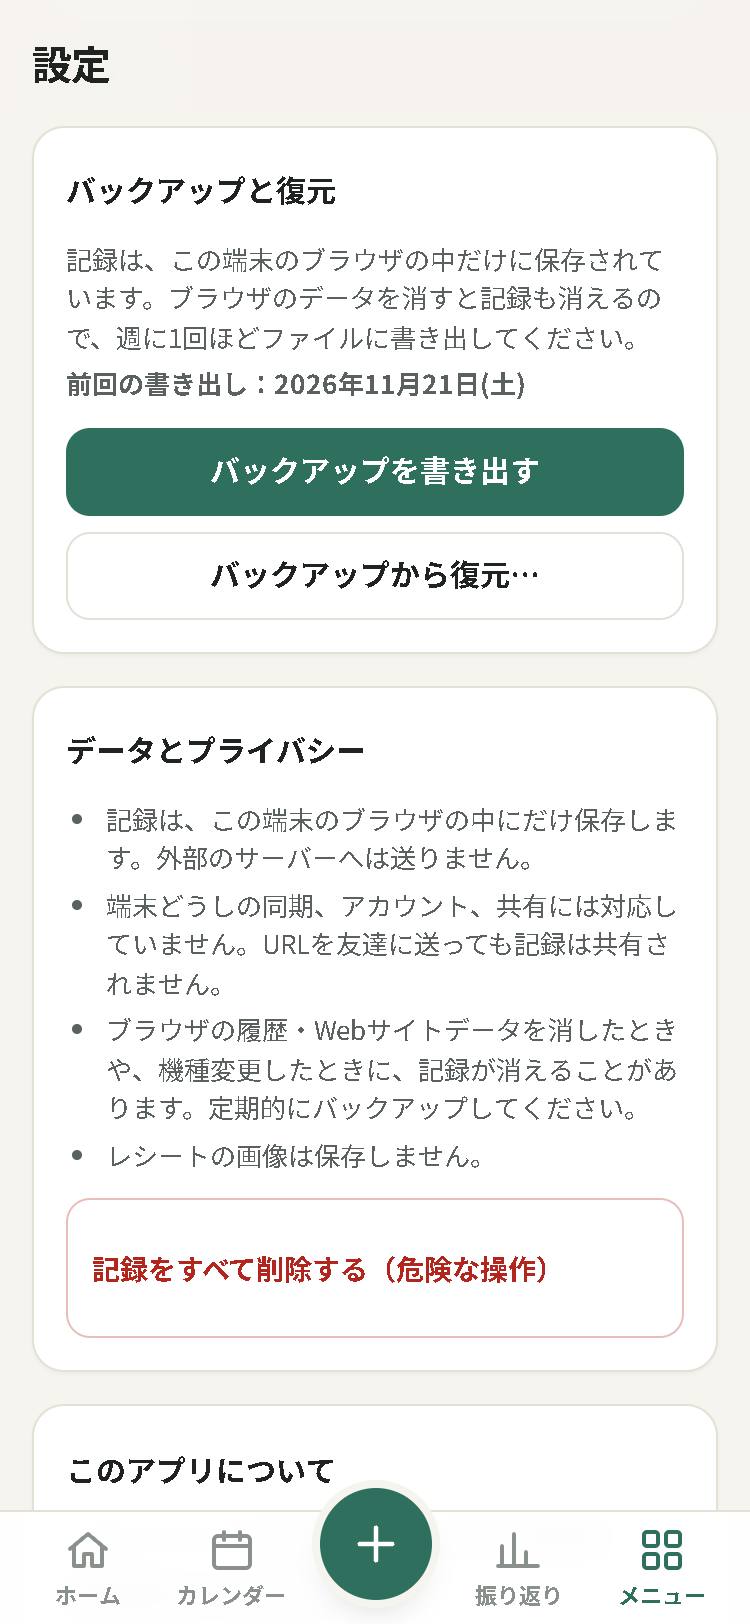 設定
バックアップと復元
記録は、この端末のブラウザの中だけに保存されて
います。ブラウザのデータを消すと記録も消えるの
で、週に1回ほどファイルに書き出してください。
前回の書き出し：2026年11月21日(土)
バックアップを書き出す
バックアップから復元…
データとプライバシー
• 記録は、この端末のブラウザの中にだけ保存しま
す。外部のサーバーへは送りません。
• 端末どうしの同期、アカウント、共有には対応し
ていません。URLを友達に送っても記録は共有さ
れません。
• ブラウザの履歴・Webサイトデータを消したとき
や、機種変更したときに、記録が消えることがあ
ります。定期的にバックアップしてください。
• レシートの画像は保存しません。
記録をすべて削除する（危険な操作）
このアプリについて
ホーム
カレンダー
振り返り
メニュー